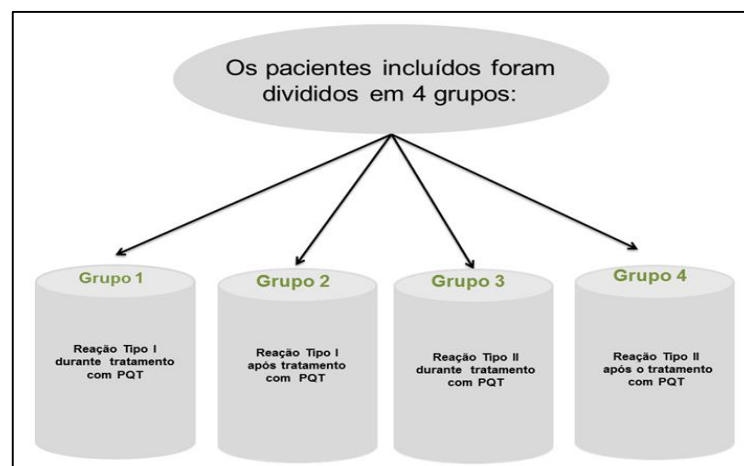 Os pacientes incluídos foram
divididos em 4 grupos:
Grupo 1
Reação Tipo I
durante tratamento
com PQT
Grupo 2
Reação Tipo I
após tratamento
com PQT
Grupo 3
Reação Tipo II
durante tratamento
com PQT
Grupo 4
Reação Tipo II
após o tratamento
com PQT